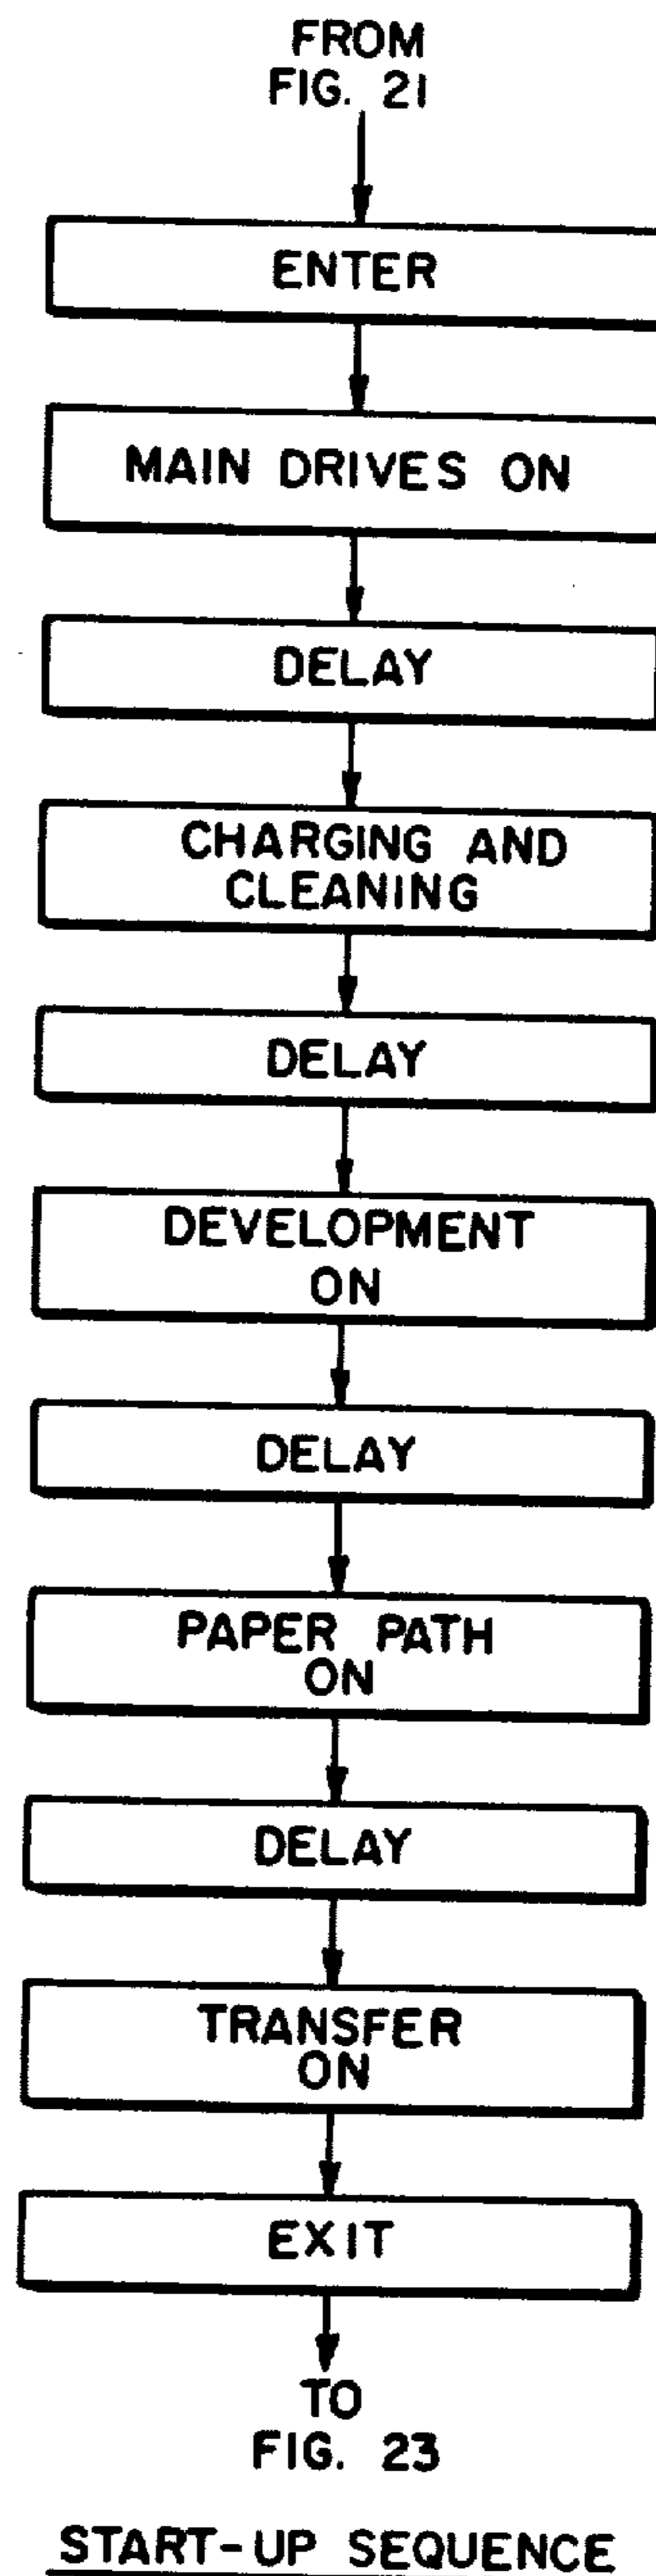 FROM
FIG. 21
ENTER
MAIN DRIVES ON
DELAY
CHARGING AND
CLEANING
DELAY
DEVELOPMENT
ON
DELAY
PAPER PATH
ON
DELAY
TRANSFER
ON
EXIT
TO
FIG. 23
START-UP SEQUENCE